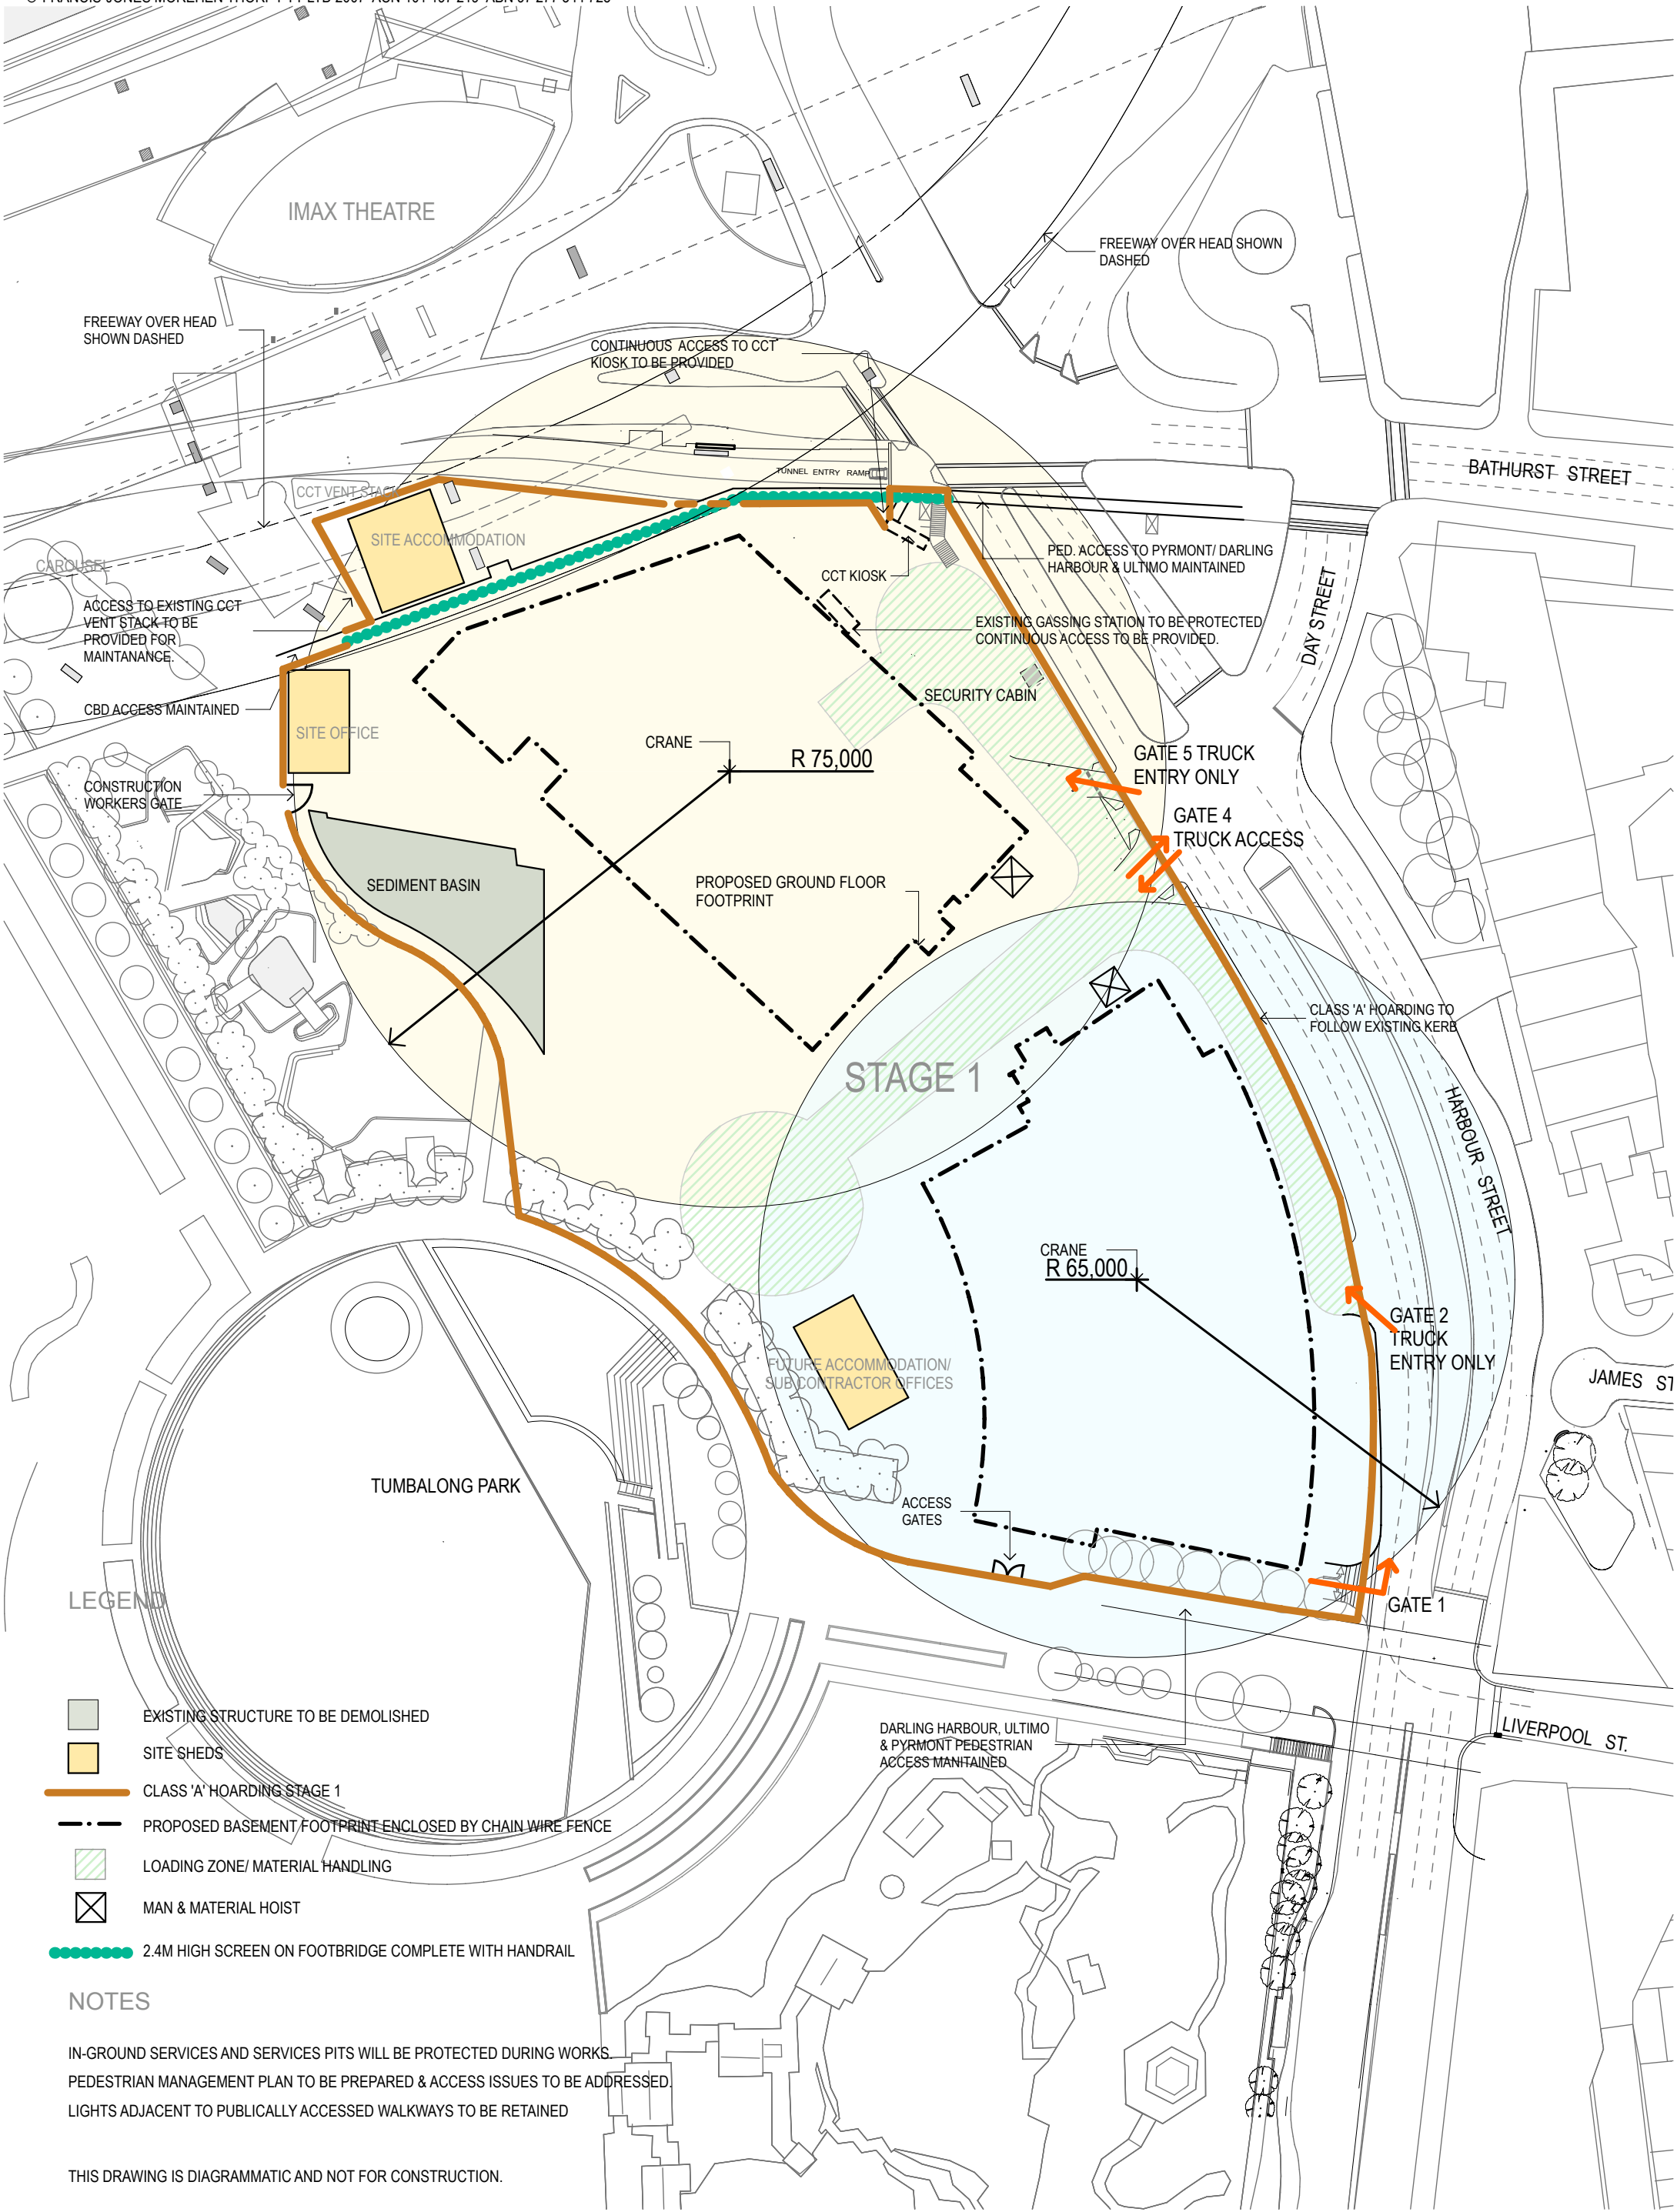 IMAX THEATRE
FREEWAY OVER HEAD SHOWN
DASHED
FREEWAY OVER HEAD
SHOWN DASHED
CONTINUOUS ACCESS TO CCT
KIOSK TO BE PROVIDED
BATHURST STREET
TUNNEL ENTRY RAMP
CCT VENT STACK
SITE ACCOMMODATION
PED. ACCESS TO PYRMONT/ DARLING
HARBOUR & ULTIMO MAINTAINED
CAROUSEL
CCT KIOSK
DAY STREET
ACCESS TO EXISTING CCT
VENT STACK TO BE
PROVIDED FOR
MAINTANANCE.
EXISTING GASSING STATION TO BE PROTECTED
CONTINUOUS ACCESS TO BE PROVIDED.
SECURITY CABIN
CBD ACCESS MAINTAINED
SITE OFFICE
CRANE
R 75,000
GATE 5 TRUCK
ENTRY ONLY
CONSTRUCTION
WORKERS GATE
GATE 4
TRUCK ACCESS
SEDIMENT BASIN
PROPOSED GROUND FLOOR
FOOTPRINT
CLASS 'A' HOARDING TO
FOLLOW EXISTING KERB
STAGE 1
HARBOUR STREET
CRANE
R 65,000
GATE 2
TRUCK
ENTRY ONLY
FUTURE ACCOMMODATION/
SUB CONTRACTOR OFFICES
JAMES ST
TUMBALONG PARK
ACCESS
GATES
GATE 1
LEGEND
EXISTING STRUCTURE TO BE DEMOLISHED
SITE SHEDS
CLASS 'A' HOARDING STAGE 1
PROPOSED BASEMENT FOOTPRINT ENCLOSED BY CHAIN WIRE FENCE
LOADING ZONE/ MATERIAL HANDLING
MAN & MATERIAL HOIST
2.4M HIGH SCREEN ON FOOTBRIDGE COMPLETE WITH HANDRAIL
DARLING HARBOUR, ULTIMO
& PYRMONT PEDESTRIAN
ACCESS MANITAINED
LIVERPOOL ST.
NOTES
IN-GROUND SERVICES AND SERVICES PITS WILL BE PROTECTED DURING WORKS.
PEDESTRIAN MANAGEMENT PLAN TO BE PREPARED & ACCESS ISSUES TO BE ADDRESSED.
LIGHTS ADJACENT TO PUBLICALLY ACCESSED WALKWAYS TO BE RETAINED
THIS DRAWING IS DIAGRAMMATIC AND NOT FOR CONSTRUCTION.